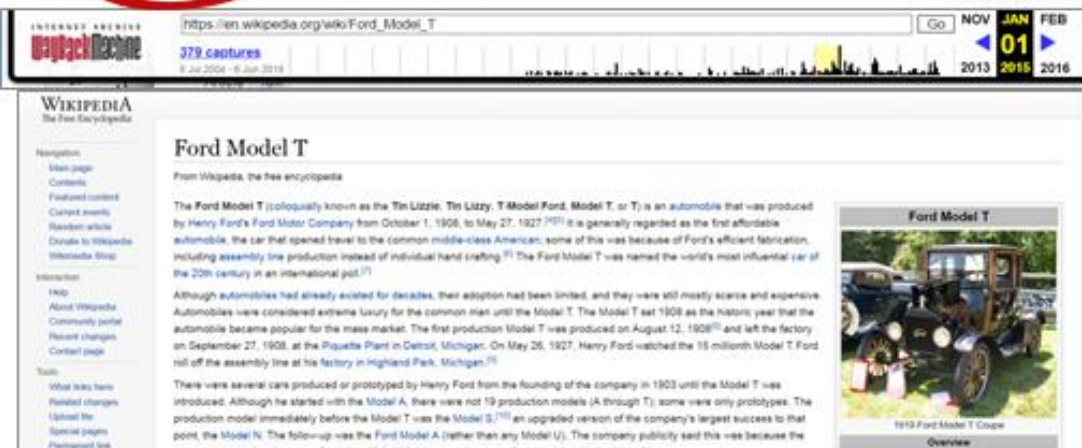 INTERNET ARCHIVE
WayBackMachine
https://en.wikipedia.org/wiki/Ford_Model_T
Go
NOV JAN FEB
379 captures
6 Jul 2004 - 6 Jun 2016
01
2013 2015 2016
WIKIPEDIA
The Free Encyclopedia
Navigation
Main page
Contents
Featured content
Current events
Random article
Donate to Wikipedia
Wikimedia Shop
Interaction
Help
About Wikipedia
Community portal
Recent changes
Contact page
Tools
What links here
Related changes
Upload file
Special pages
Permanent link
Ford Model T
From Wikipedia, the free encyclopedia
The Ford Model T (colloquially known as the Tin Lizzie, Tin Lizzy, T-Model Ford, Model T, or T) is an automobile that was produced
by Henry Ford's Ford Motor Company from October 1, 1908, to May 27, 1927. It is generally regarded as the first affordable
automobile, the car that opened travel to the common middle-class American; some of this was because of Ford's efficient fabrication,
including assembly line production instead of individual hand crafting.[6] The Ford Model T was named the world's most influential car of
the 20th century in an international poll.[7]
Although automobiles had already existed for decades, their adoption had been limited, and they were still mostly scarce and expensive.
Automobiles were considered extreme luxury for the common man until the Model T. The Model T set 1908 as the historic year that the
automobile became popular for the mass market. The first production Model T was produced on August 12, 1908[8] and left the factory
on September 27, 1908, at the Piquette Plant in Detroit, Michigan. On May 26, 1927, Henry Ford watched the 15 millionth Model T Ford
roll off the assembly line at his factory in Highland Park, Michigan.[9]
There were several cars produced or prototyped by Henry Ford from the founding of the company in 1903 until the Model T was
introduced. Although he started with the Model A, there were not 19 production models (A through T); some were only prototypes. The
production model immediately before the Model T was the Model S,[10] an upgraded version of the company's largest success to that
point, the Model N. The follow-up was the Ford Model A (rather than any Model U). The company publicity said this was because the
Ford Model T
1919 Ford Model T Coupe
Overview